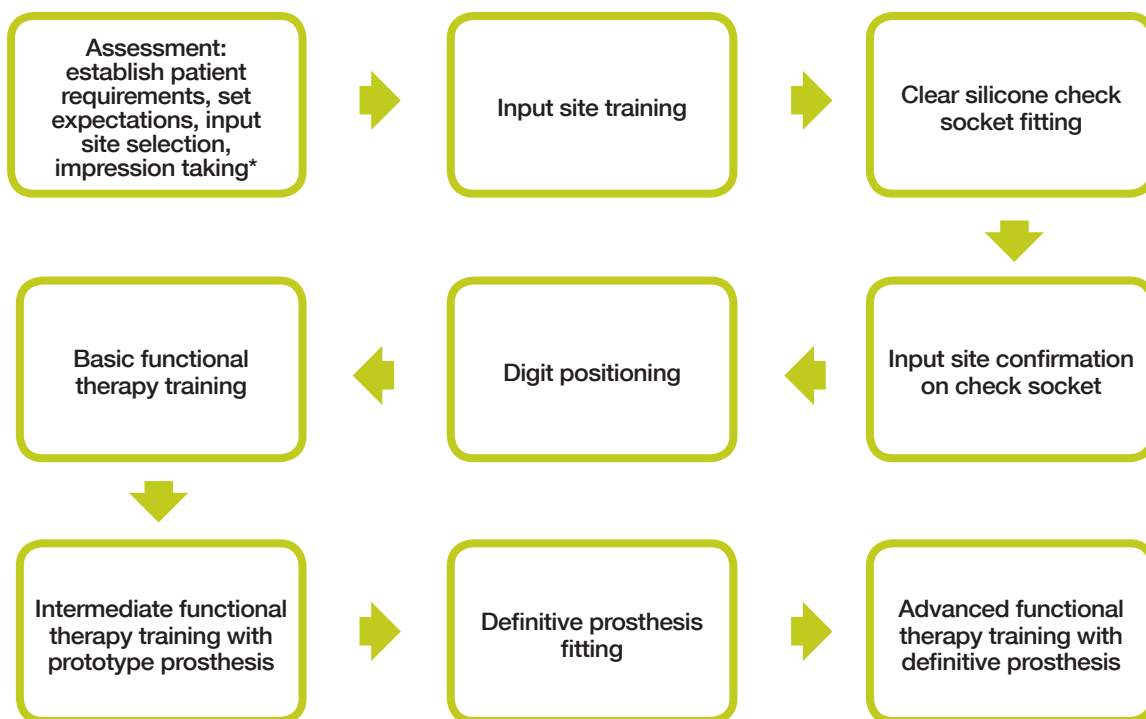 Assessment:
establish patient
requirements, set
expectations, input
site selection,
impression taking*
Input site training
Clear silicone check
socket fitting
Input site confirmation
on check socket
Digit positioning
Basic functional
therapy training
Intermediate functional
therapy training with
prototype prosthesis
Definitive prosthesis
fitting
Advanced functional
therapy training with
definitive prosthesis